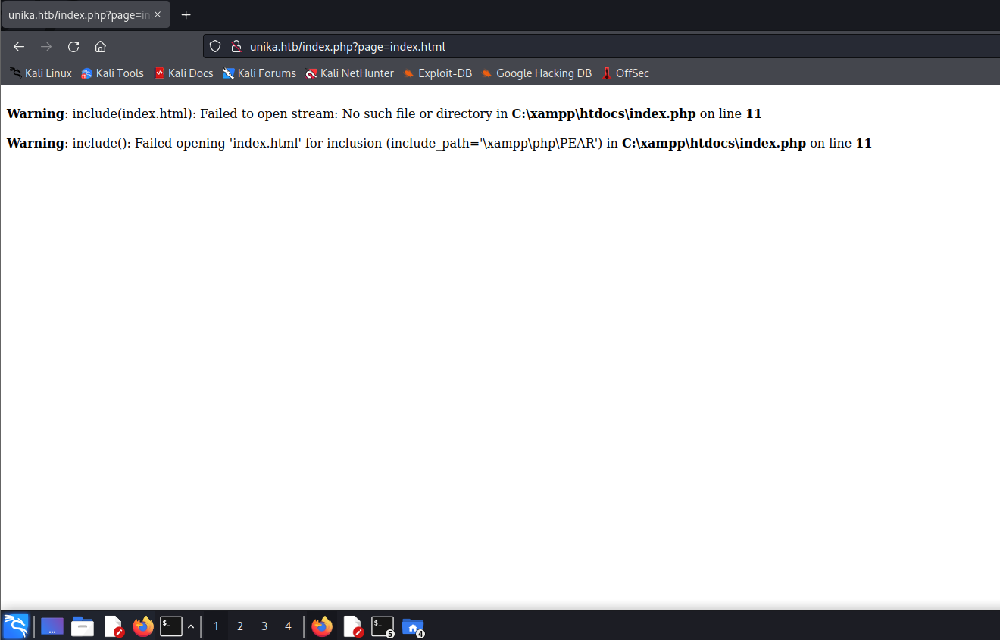 unika.htb/index.php?page=in
unika.htb/index.php?page=index.html
Kali Linux Kali Tools Kali Docs Kali Forums Kali NetHunter Exploit-DB Google Hacking DB OffSec
Warning: include(index.html): Failed to open stream: No such file or directory in C:\xampp\htdocs\index.php on line 11
Warning: include(): Failed opening 'index.html' for inclusion (include_path='\xampp\php\PEAR') in C:\xampp\htdocs\index.php on line 11
1 2 3 4 5 4